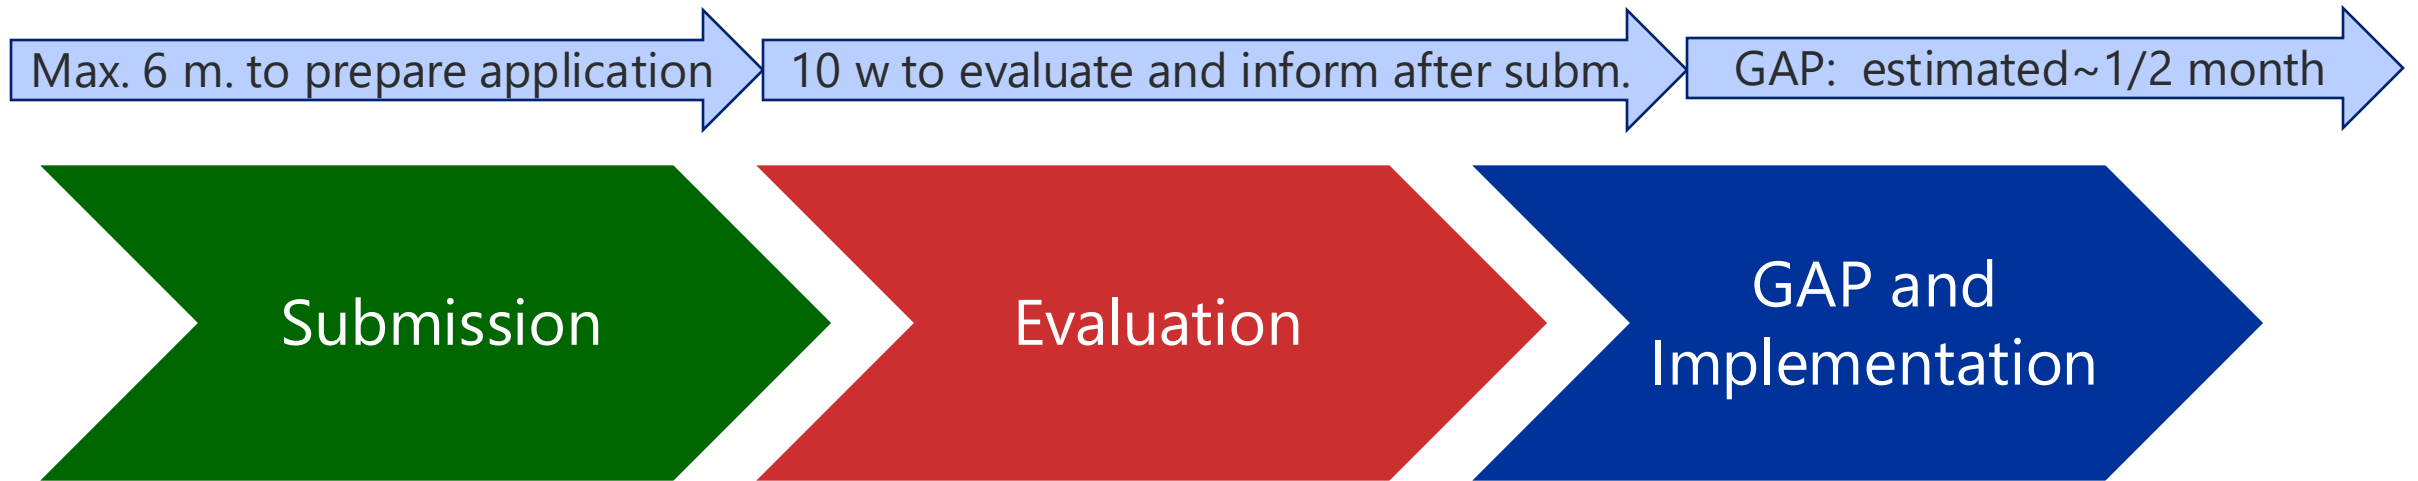 Max. 6 m. to prepare application
10 w to evaluate and inform after subm.
GAP:  estimated~1/2 month
Submission
Evaluation
GAP and
Implementation